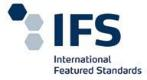 IFS
International
Featured Standards